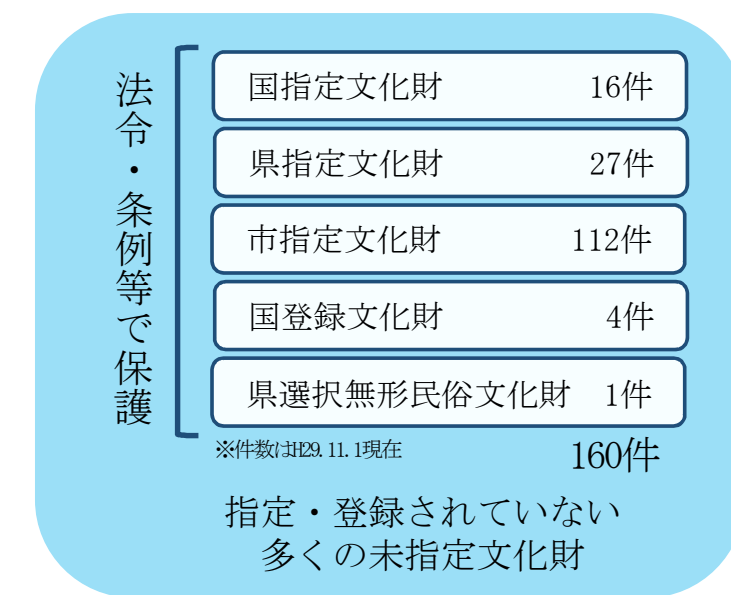 法令・条例等で保護
国指定文化財 16件
県指定文化財 27件
市指定文化財 112件
国登録文化財 4件
県選択無形民俗文化財 1件
※件数はH29.11.1現在 160件
指定・登録されていない
多くの未指定文化財